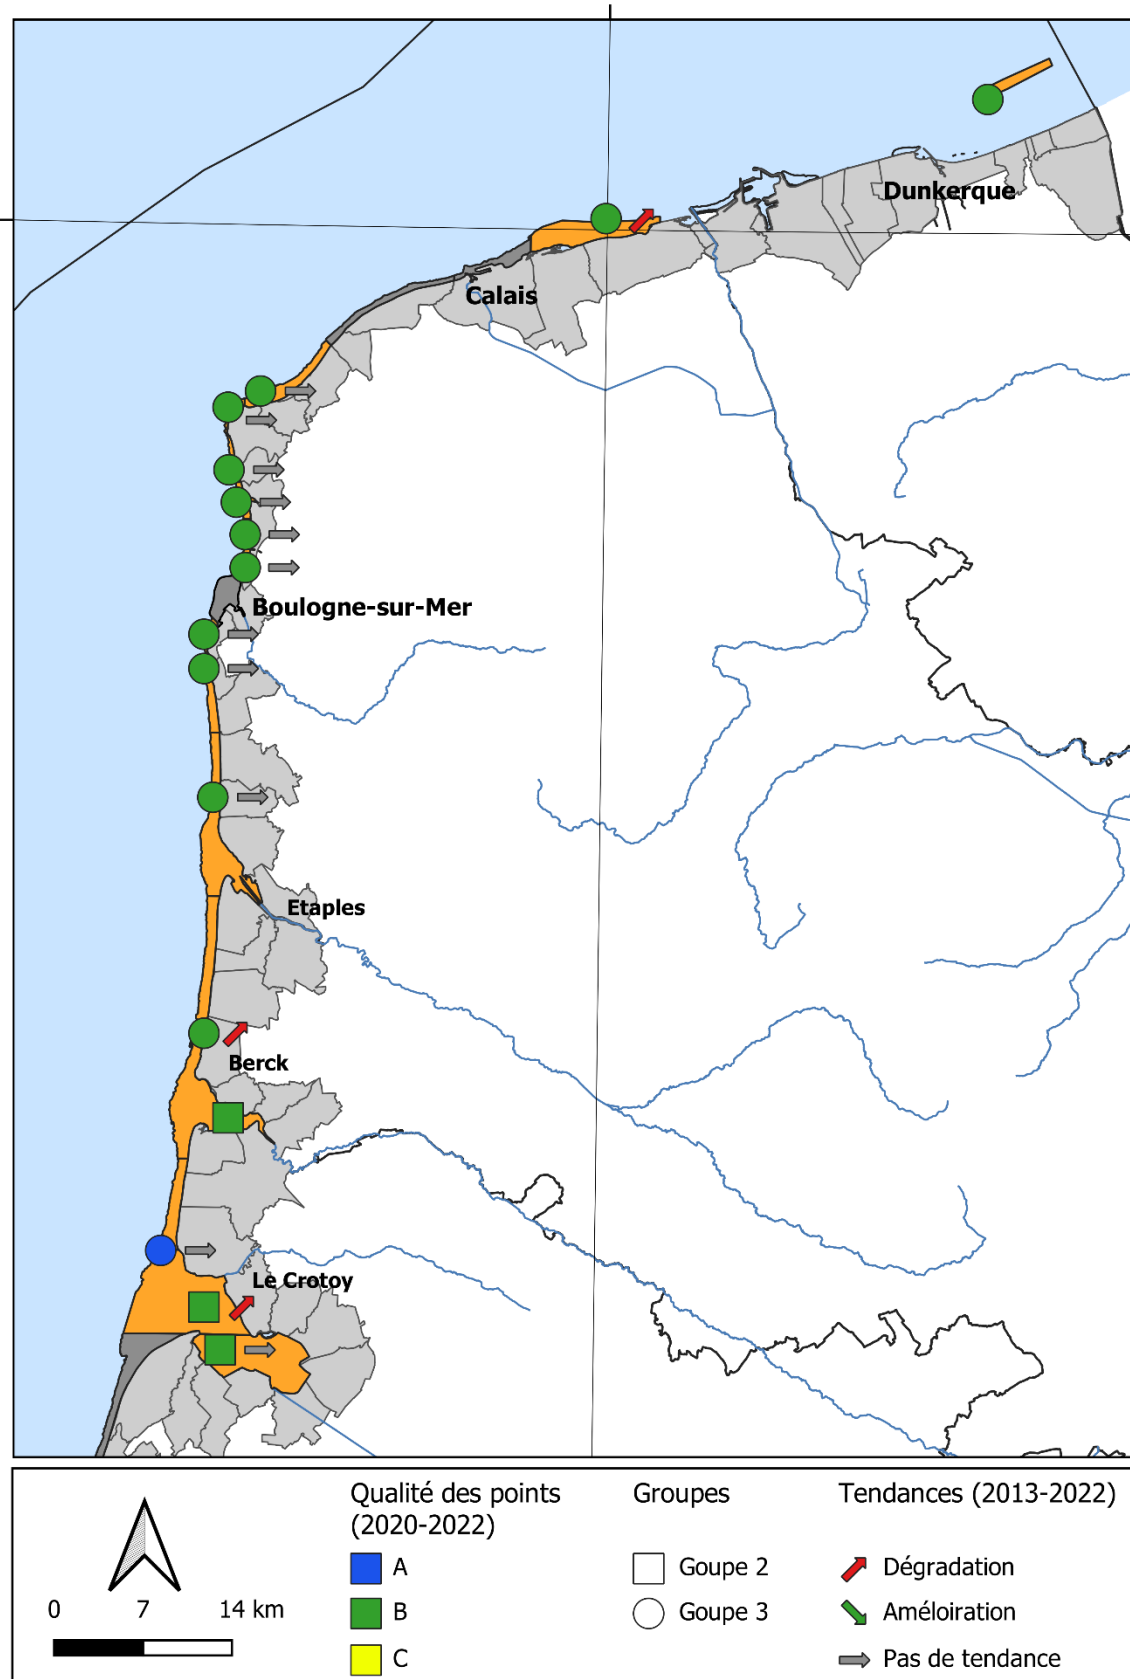 Dunkerque
Calais
Boulogne-sur-Mer
Etaples
Berck
Le Crotoy
Qualité des points
(2020-2022)
A
B
C
Groupes
Goupe 2
Goupe 3
Tendances (2013-2022)
Dégradation
Améloiration
Pas de tendance
0 7 14 km